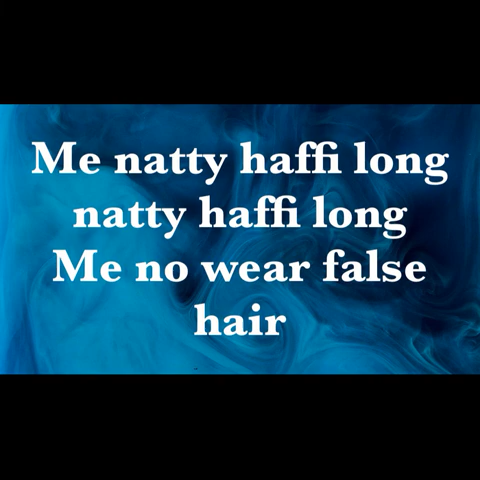 Me natty haffi long
natty haffi long
Me no wear false
hair